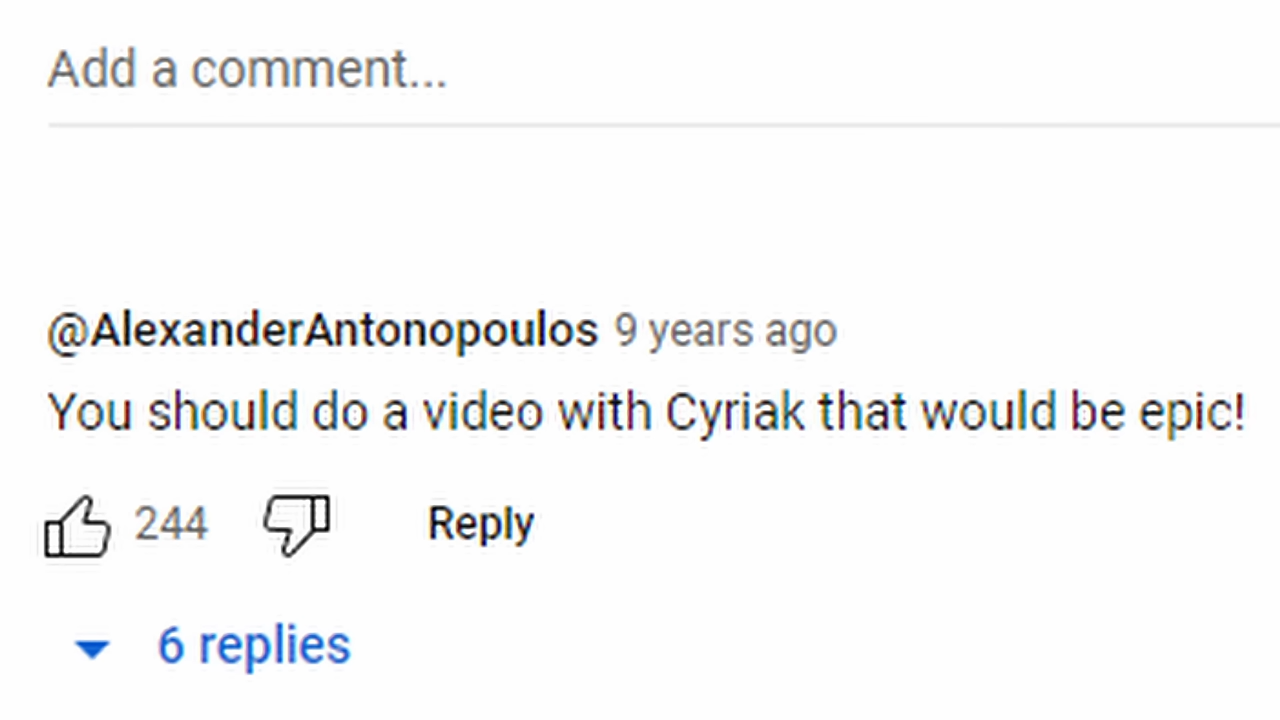 Add a comment...
@AlexanderAntonopoulos 9 years ago
You should do a video with Cyriak that would be epic!
244 Reply
6 replies